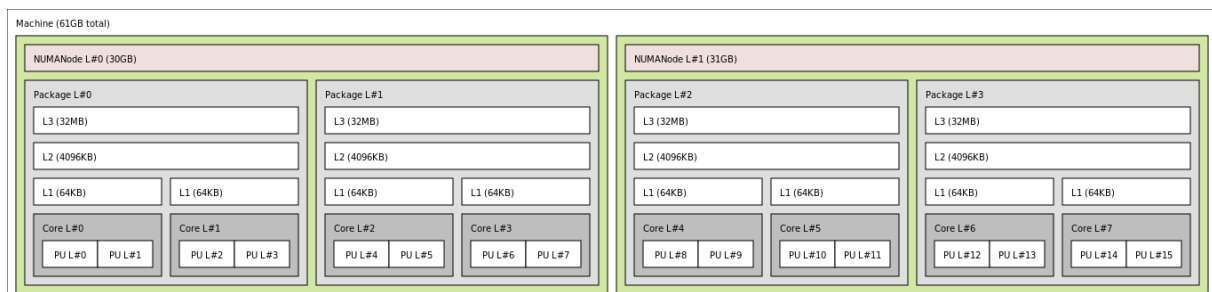 Machine (61GB total)
NUMANode L#0 (30GB)
NUMANode L#1 (31GB)
Package L#0
Package L#1
Package L#2
Package L#3
L3 (32MB)
L3 (32MB)
L3 (32MB)
L3 (32MB)
L2 (4096KB)
L2 (4096KB)
L2 (4096KB)
L2 (4096KB)
L1 (64KB)
L1 (64KB)
L1 (64KB)
L1 (64KB)
L1 (64KB)
L1 (64KB)
L1 (64KB)
L1 (64KB)
Core L#0
Core L#1
Core L#2
Core L#3
Core L#4
Core L#5
Core L#6
Core L#7
PU L#0
PU L#1
PU L#2
PU L#3
PU L#4
PU L#5
PU L#6
PU L#7
PU L#8
PU L#9
PU L#10
PU L#11
PU L#12
PU L#13
PU L#14
PU L#15